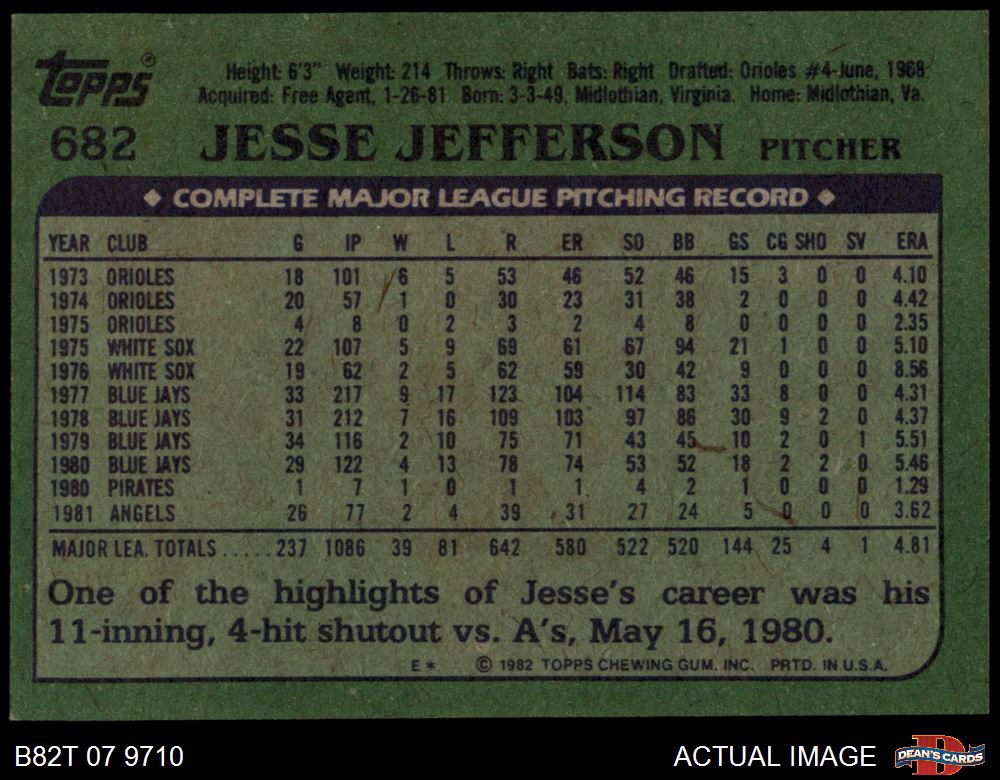 Topps®
Height: 6'3" Weight: 214 Throws: Right Bats: Right Drafted: Orioles #4-June, 1968
Acquired: Free Agent, 1-26-81 Born: 3-3-49, Midlothian, Virginia. Home: Midlothian, Va.
682 JESSE JEFFERSON PITCHER
◆ COMPLETE MAJOR LEAGUE PITCHING RECORD ◆
YEAR CLUB G IP W L R ER SO BB GS CG SHO SV ERA
1973 ORIOLES 18 101 6 5 53 46 52 46 15 3 0 0 4.10
1974 ORIOLES 20 57 1 0 30 23 31 38 2 0 0 0 4.42
1975 ORIOLES 4 8 0 2 3 2 4 8 0 0 0 0 2.35
1975 WHITE SOX 22 107 5 9 69 61 67 94 21 1 0 0 5.10
1976 WHITE SOX 19 62 2 5 62 59 30 42 9 0 0 0 8.56
1977 BLUE JAYS 33 217 9 17 123 104 114 83 33 8 0 0 4.31
1978 BLUE JAYS 31 212 7 16 109 103 97 86 30 9 2 0 4.37
1979 BLUE JAYS 34 116 2 10 75 71 43 45 10 2 0 1 5.51
1980 BLUE JAYS 29 122 4 13 78 74 53 52 18 2 2 0 5.46
1980 PIRATES 1 7 1 0 1 1 4 2 1 0 0 0 1.29
1981 ANGELS 26 77 2 4 39 31 27 24 5 0 0 0 3.62
MAJOR LEA. TOTALS ..... 237 1086 39 81 642 580 522 520 144 25 4 1 4.81
One of the highlights of Jesse's career was his
11-inning, 4-hit shutout vs. A's, May 16, 1980.
E* © 1982 TOPPS CHEWING GUM. INC. PRTD. IN U.S.A.
B82T 07 9710 ACTUAL IMAGE D DEAN'S CARDS